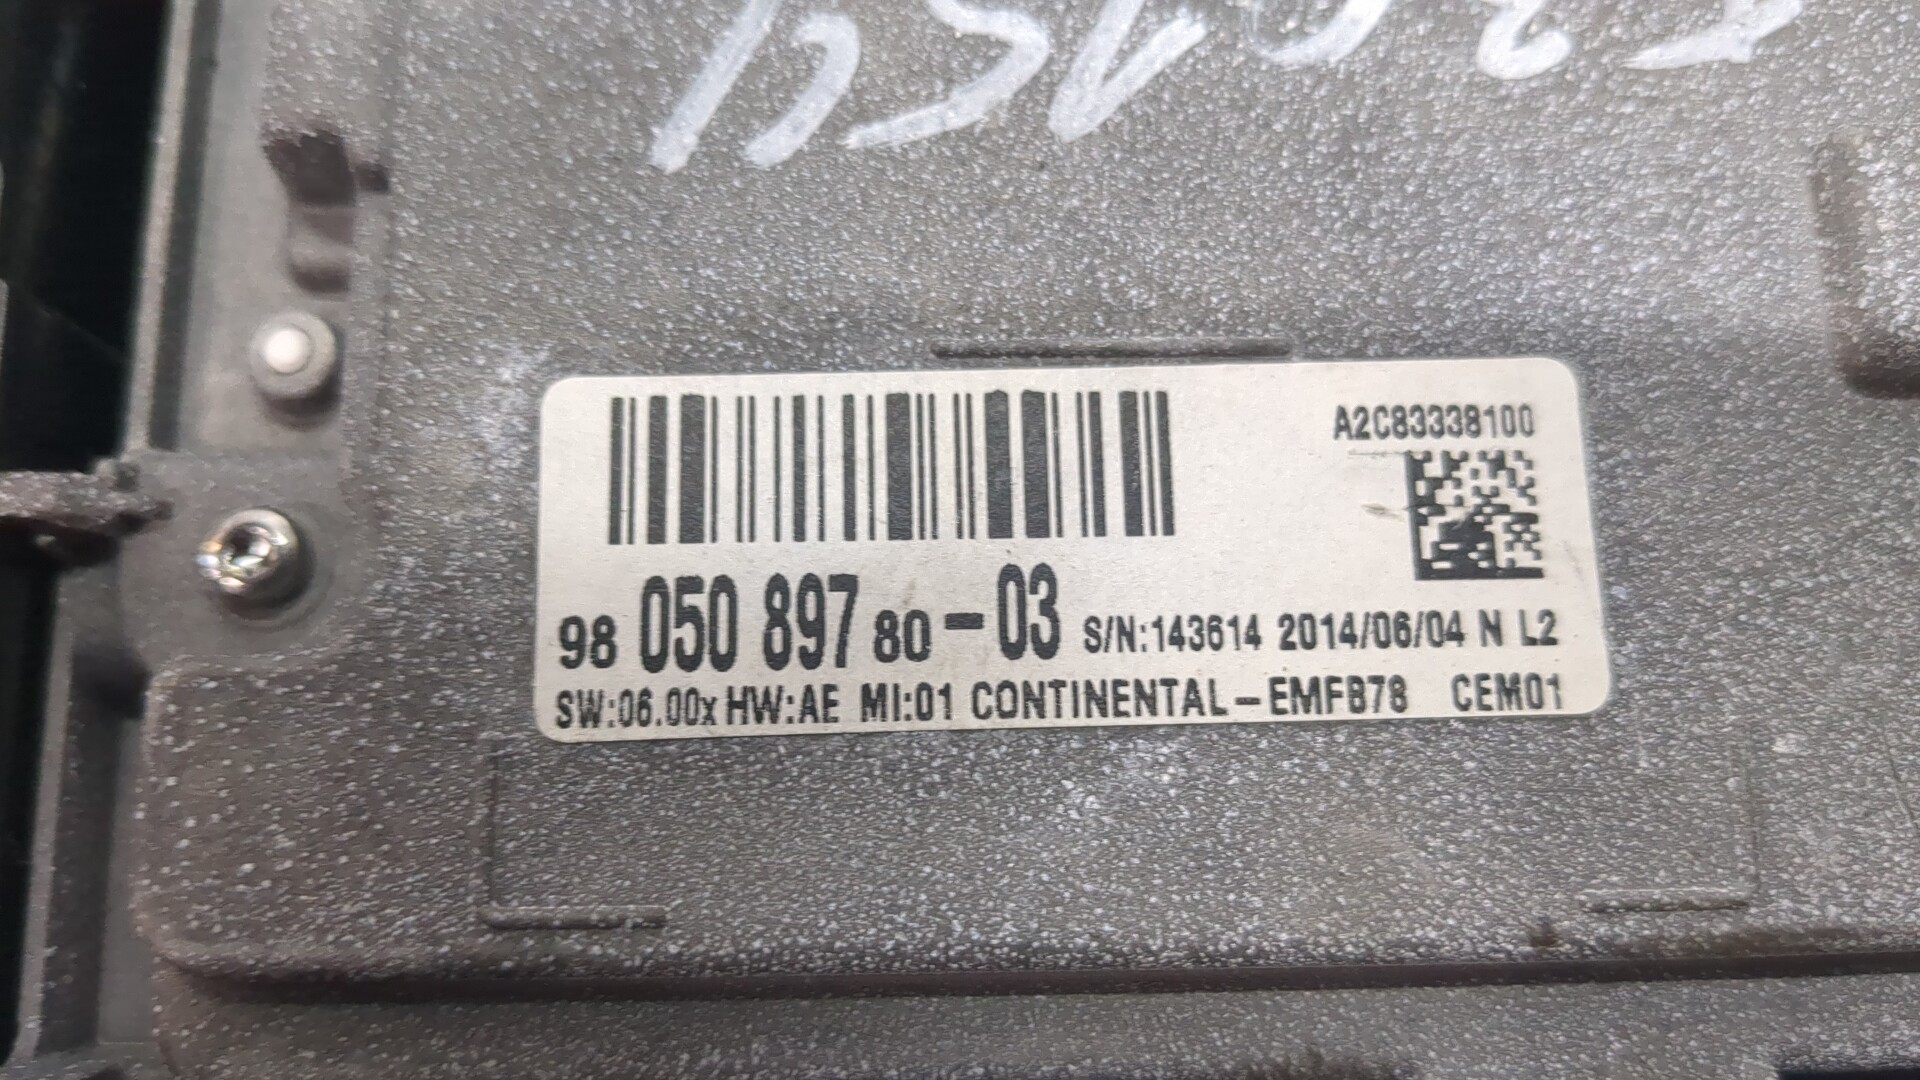 A2C83338100
98 050 897 80-03 S/N:143614 2014/06/04 N L2
SW:06.00x HW:AE MI:01 CONTINENTAL-EMFB78 CEM01